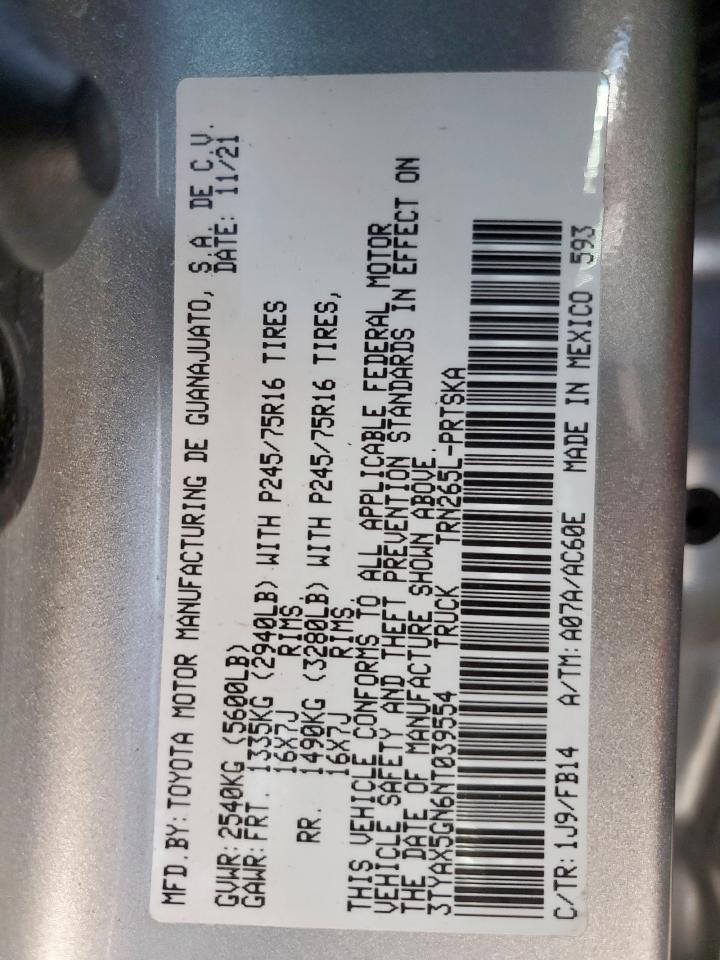 MFD.BY: TOYOTA MOTOR MANUFACTURING DE GUANAJUATO, S.A. DE C.V.
DATE: 11/21
GVWR: 2540KG (5600LB)
GAWR: FRT. 1335KG (2940LB) WITH P245/75R16 TIRES
16X7J RIMS,
RR. 1490KG (3280LB) WITH P245/75R16 TIRES,
16X7J RIMS.
THIS VEHICLE CONFORMS TO ALL APPLICABLE FEDERAL MOTOR
VEHICLE SAFETY AND THEFT PREVENTION STANDARDS IN EFFECT ON
THE DATE OF MANUFACTURE SHOWN ABOVE.
3TYAX5GN6NT039554 TRUCK TRN265L-PRTSKA
C/TR: 1J9/FB14 A/TM: A07A/AC60E MADE IN MEXICO 593